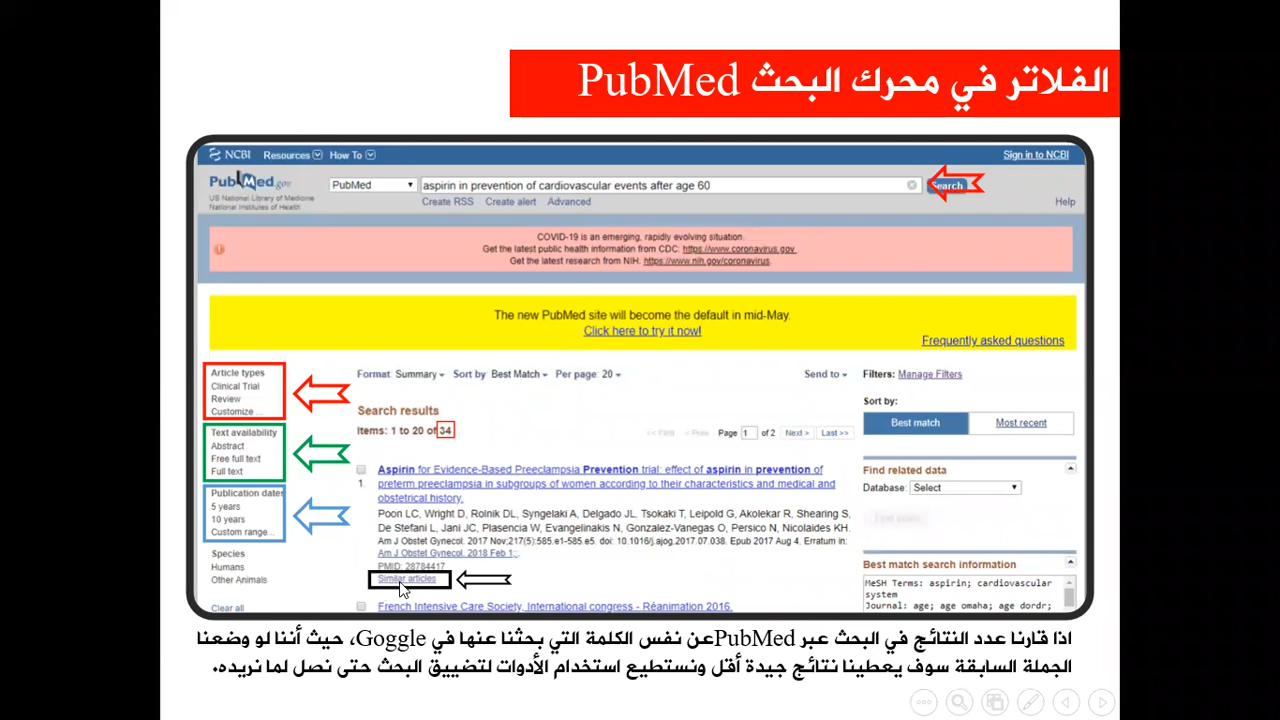 الفلاتر في محرك البحث PubMed
NCBI Resources How To Sign in to NCBI
PubMed.gov
US National Library of Medicine
National Institutes of Health
PubMed
aspirin in prevention of cardiovascular events after age 60
Search
Create RSS Create alert Advanced Help
COVID-19 is an emerging, rapidly evolving situation.
Get the latest public health information from CDC: https://www.coronavirus.gov
Get the latest research from NIH: https://www.nih.gov/coronavirus.
The new PubMed site will become the default in mid-May.
Click here to try it now!
Frequently asked questions
Article types
Clinical Trial
Review
Customize ...
Text availability
Abstract
Free full text
Full text
Publication dates
5 years
10 years
Custom range...
Species
Humans
Other Animals
Clear all
Format: Summary Sort by: Best Match Per page: 20 Send to
Search results
Items: 1 to 20 of 34
<< First < Prev Page 1 of 2 Next > Last >>
Aspirin for Evidence-Based Preeclampsia Prevention trial: effect of aspirin in prevention of
1. preterm preeclampsia in subgroups of women according to their characteristics and medical and
obstetrical history.
Poon LC, Wright D, Rolnik DL, Syngelaki A, Delgado JL, Tsokaki T, Leipold G, Akolekar R, Shearing S,
De Stefani L, Jani JC, Plasencia W, Evangelinakis N, Gonzalez-Vanegas O, Persico N, Nicolaides KH.
Am J Obstet Gynecol. 2017 Nov;217(5):585.e1-585.e5. doi: 10.1016/j.ajog.2017.07.038. Epub 2017 Aug 4. Erratum in:
Am J Obstet Gynecol. 2018 Feb 1;.
PMID: 28784417
Similar articles
French Intensive Care Society, International congress - Réanimation 2016.
Filters: Manage Filters
Sort by:
Best match Most recent
Find related data
Database: Select
Find items
Best match search information
MeSH Terms: aspirin; cardiovascular
system
Journal: age; age omaha; age dordr;
اذا قارنا عدد النتائج في البحث عبر PubMedعن نفس الكلمة التي بحثنا عنها في Goggle، حيث أننا لو وضعنا
الجملة السابقة سوف يعطينا نتائج جيدة أقل ونستطيع استخدام الأدوات لتضييق البحث حتى نصل لما نريده.